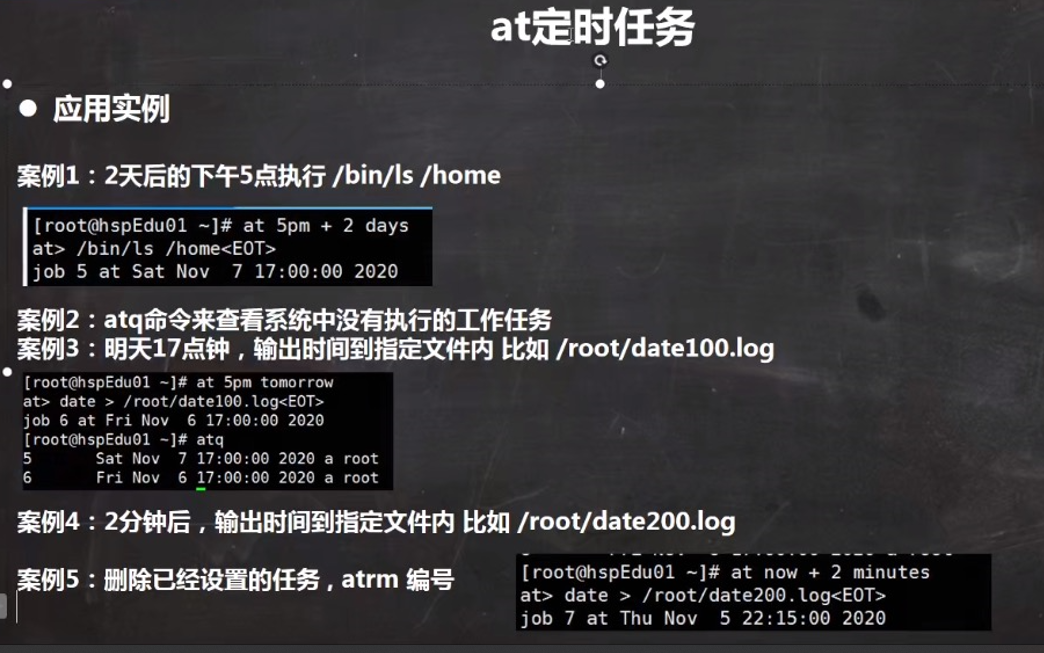 at定时任务
● 应用实例
案例1：2天后的下午5点执行 /bin/ls /home
[root@hspEdu01 ~]# at 5pm + 2 days
at> /bin/ls /home<EOT>
job 5 at Sat Nov  7 17:00:00 2020
案例2：atq命令来查看系统中没有执行的工作任务
案例3：明天17点钟，输出时间到指定文件内 比如 /root/date100.log
[root@hspEdu01 ~]# at 5pm tomorrow
at> date > /root/date100.log<EOT>
job 6 at Fri Nov  6 17:00:00 2020
[root@hspEdu01 ~]# atq
5       Sat Nov  7 17:00:00 2020 a root
6       Fri Nov  6 17:00:00 2020 a root
案例4：2分钟后，输出时间到指定文件内 比如 /root/date200.log
案例5：删除已经设置的任务，atrm 编号
[root@hspEdu01 ~]# at now + 2 minutes
at> date > /root/date200.log<EOT>
job 7 at Thu Nov  5 22:15:00 2020